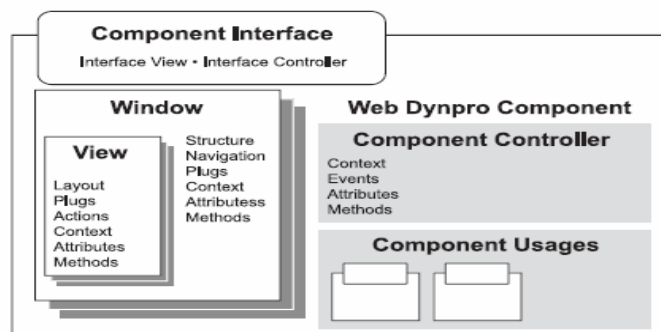 Component Interface
Interface View • Interface Controller
Window
Structure
Navigation
Plugs
Context
Attributess
Methods
View
Layout
Plugs
Actions
Context
Attributes
Methods
Web Dynpro Component
Component Controller
Context
Events
Attributes
Methods
Component Usages